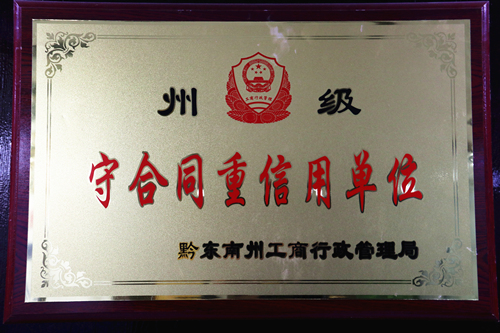 州 级
守合同重信用单位
黔东南州工商行政管理局